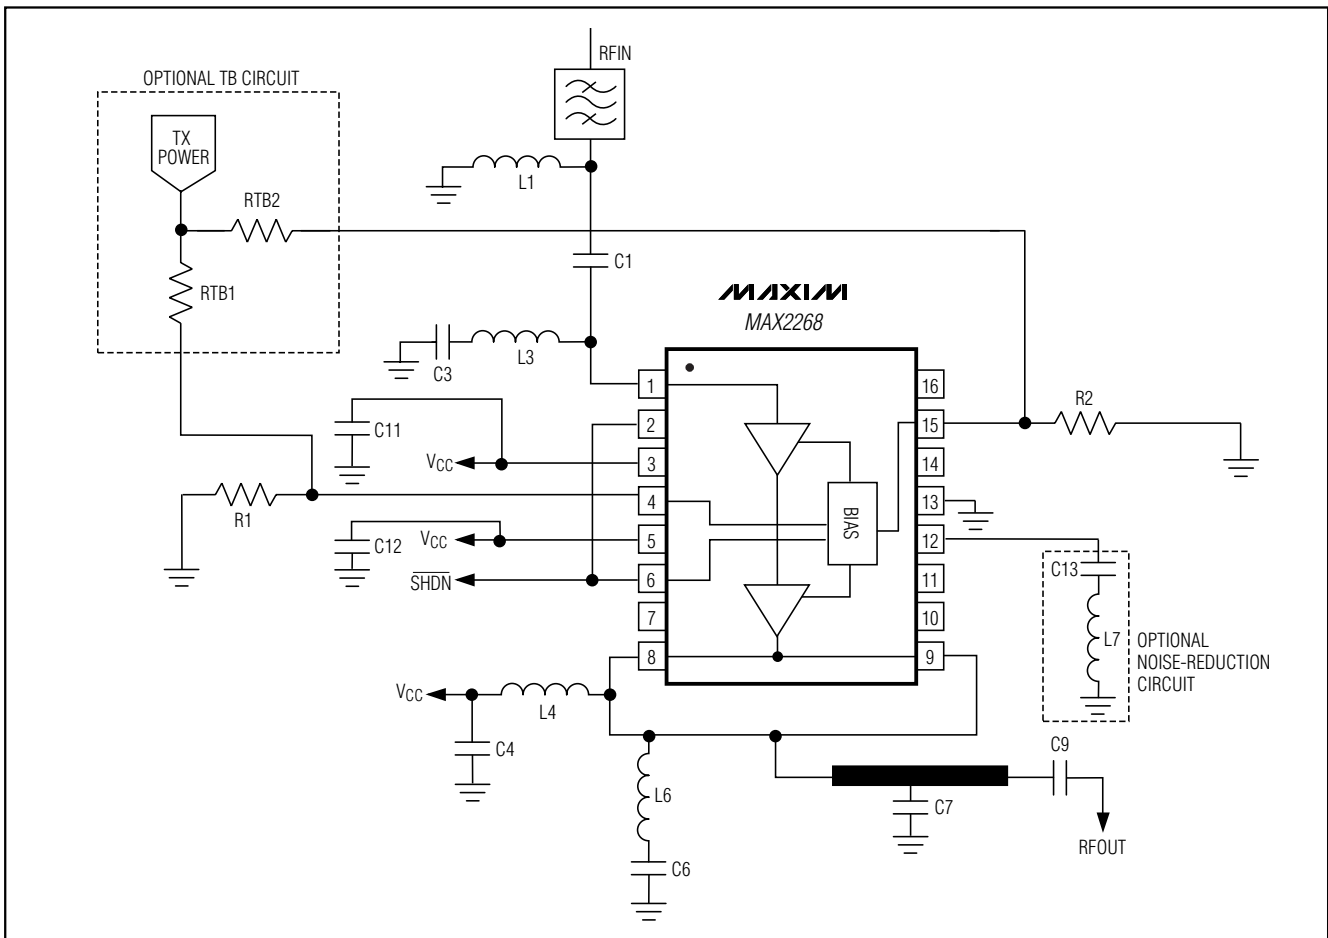 RFIN
OPTIONAL TB CIRCUIT
TX
POWER
L1
RTB2
C1
RTB1
MAXIM
MAX2268
C3
L3
1
16
R2
C11
2
15
VCC
3
14
4
13
R1
BIAS
C12
VCC
5
12
SHDN
6
11
C13
7
10
L7
OPTIONAL
NOISE-REDUCTION
CIRCUIT
8
9
VCC
L4
C4
C9
L6
C7
RFOUT
C6